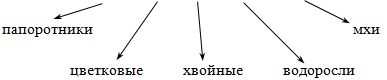 папоротники мхи
цветковые хвойные водоросли